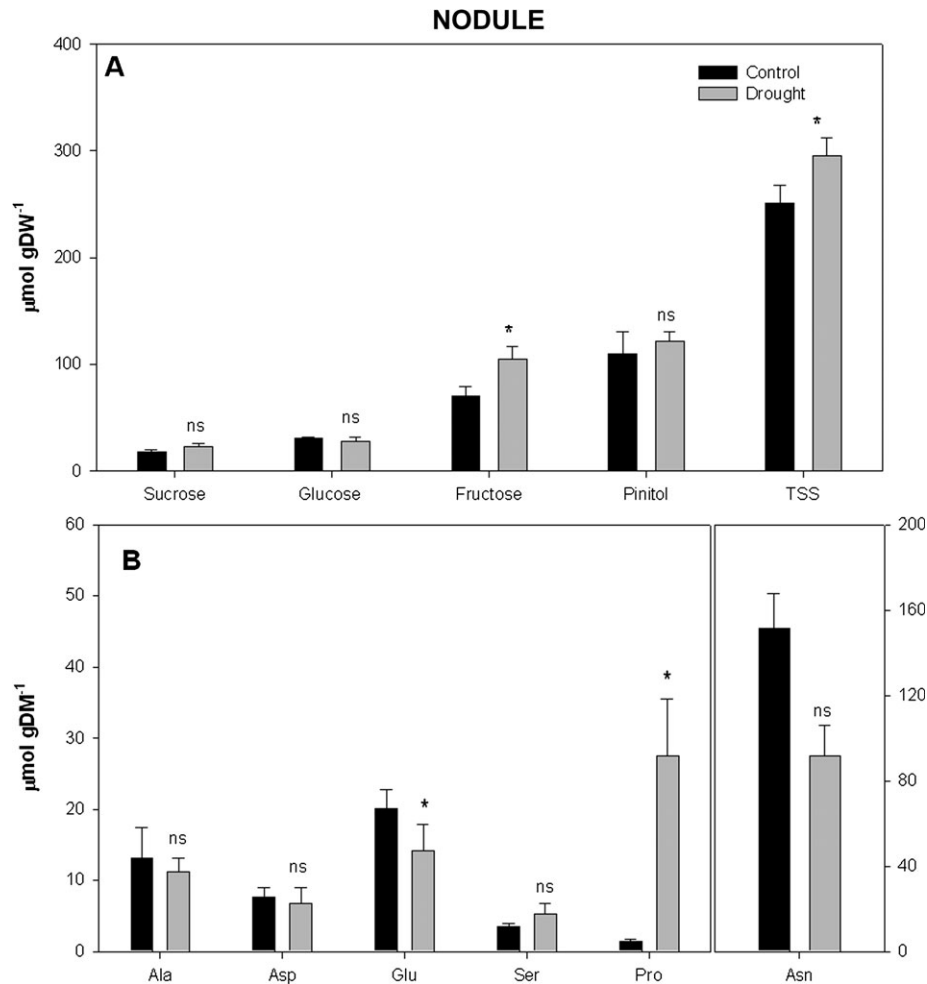 NODULE
A
Control
Drought
400
300
200
100
0
µmol gDW-1
ns
ns
*
ns
*
Sucrose Glucose Fructose Pinitol TSS
B
60
50
40
30
20
10
0
µmol gDM-1
ns
ns
*
ns
*
ns
200
160
120
80
40
0
Ala Asp Glu Ser Pro Asn